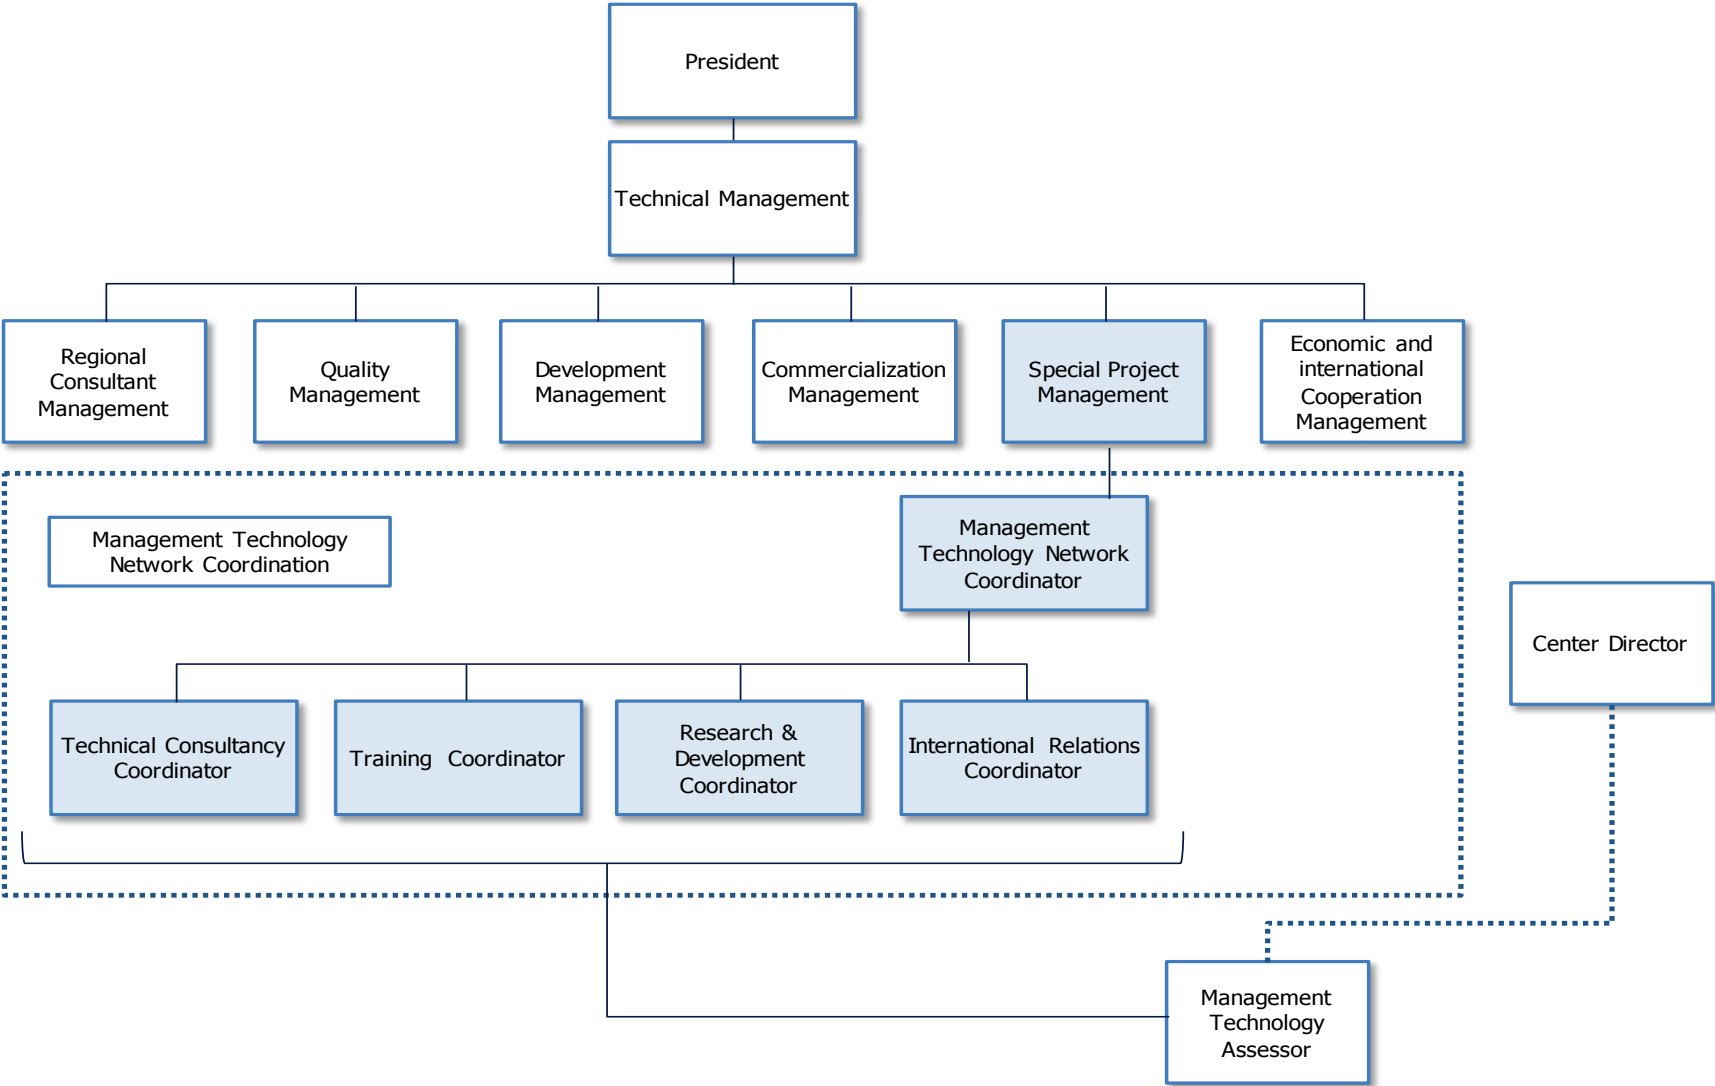 President
Technical Management
Regional
Consultant
Management
Quality
Management
Development
Management
Commercialization
Management
Special Project
Management
Economic and
international
Cooperation
Management
Management Technology
Network Coordination
Management
Technology Network
Coordinator
Center Director
Technical Consultancy
Coordinator
Training Coordinator
Research &
Development
Coordinator
International Relations
Coordinator
Management
Technology
Assessor